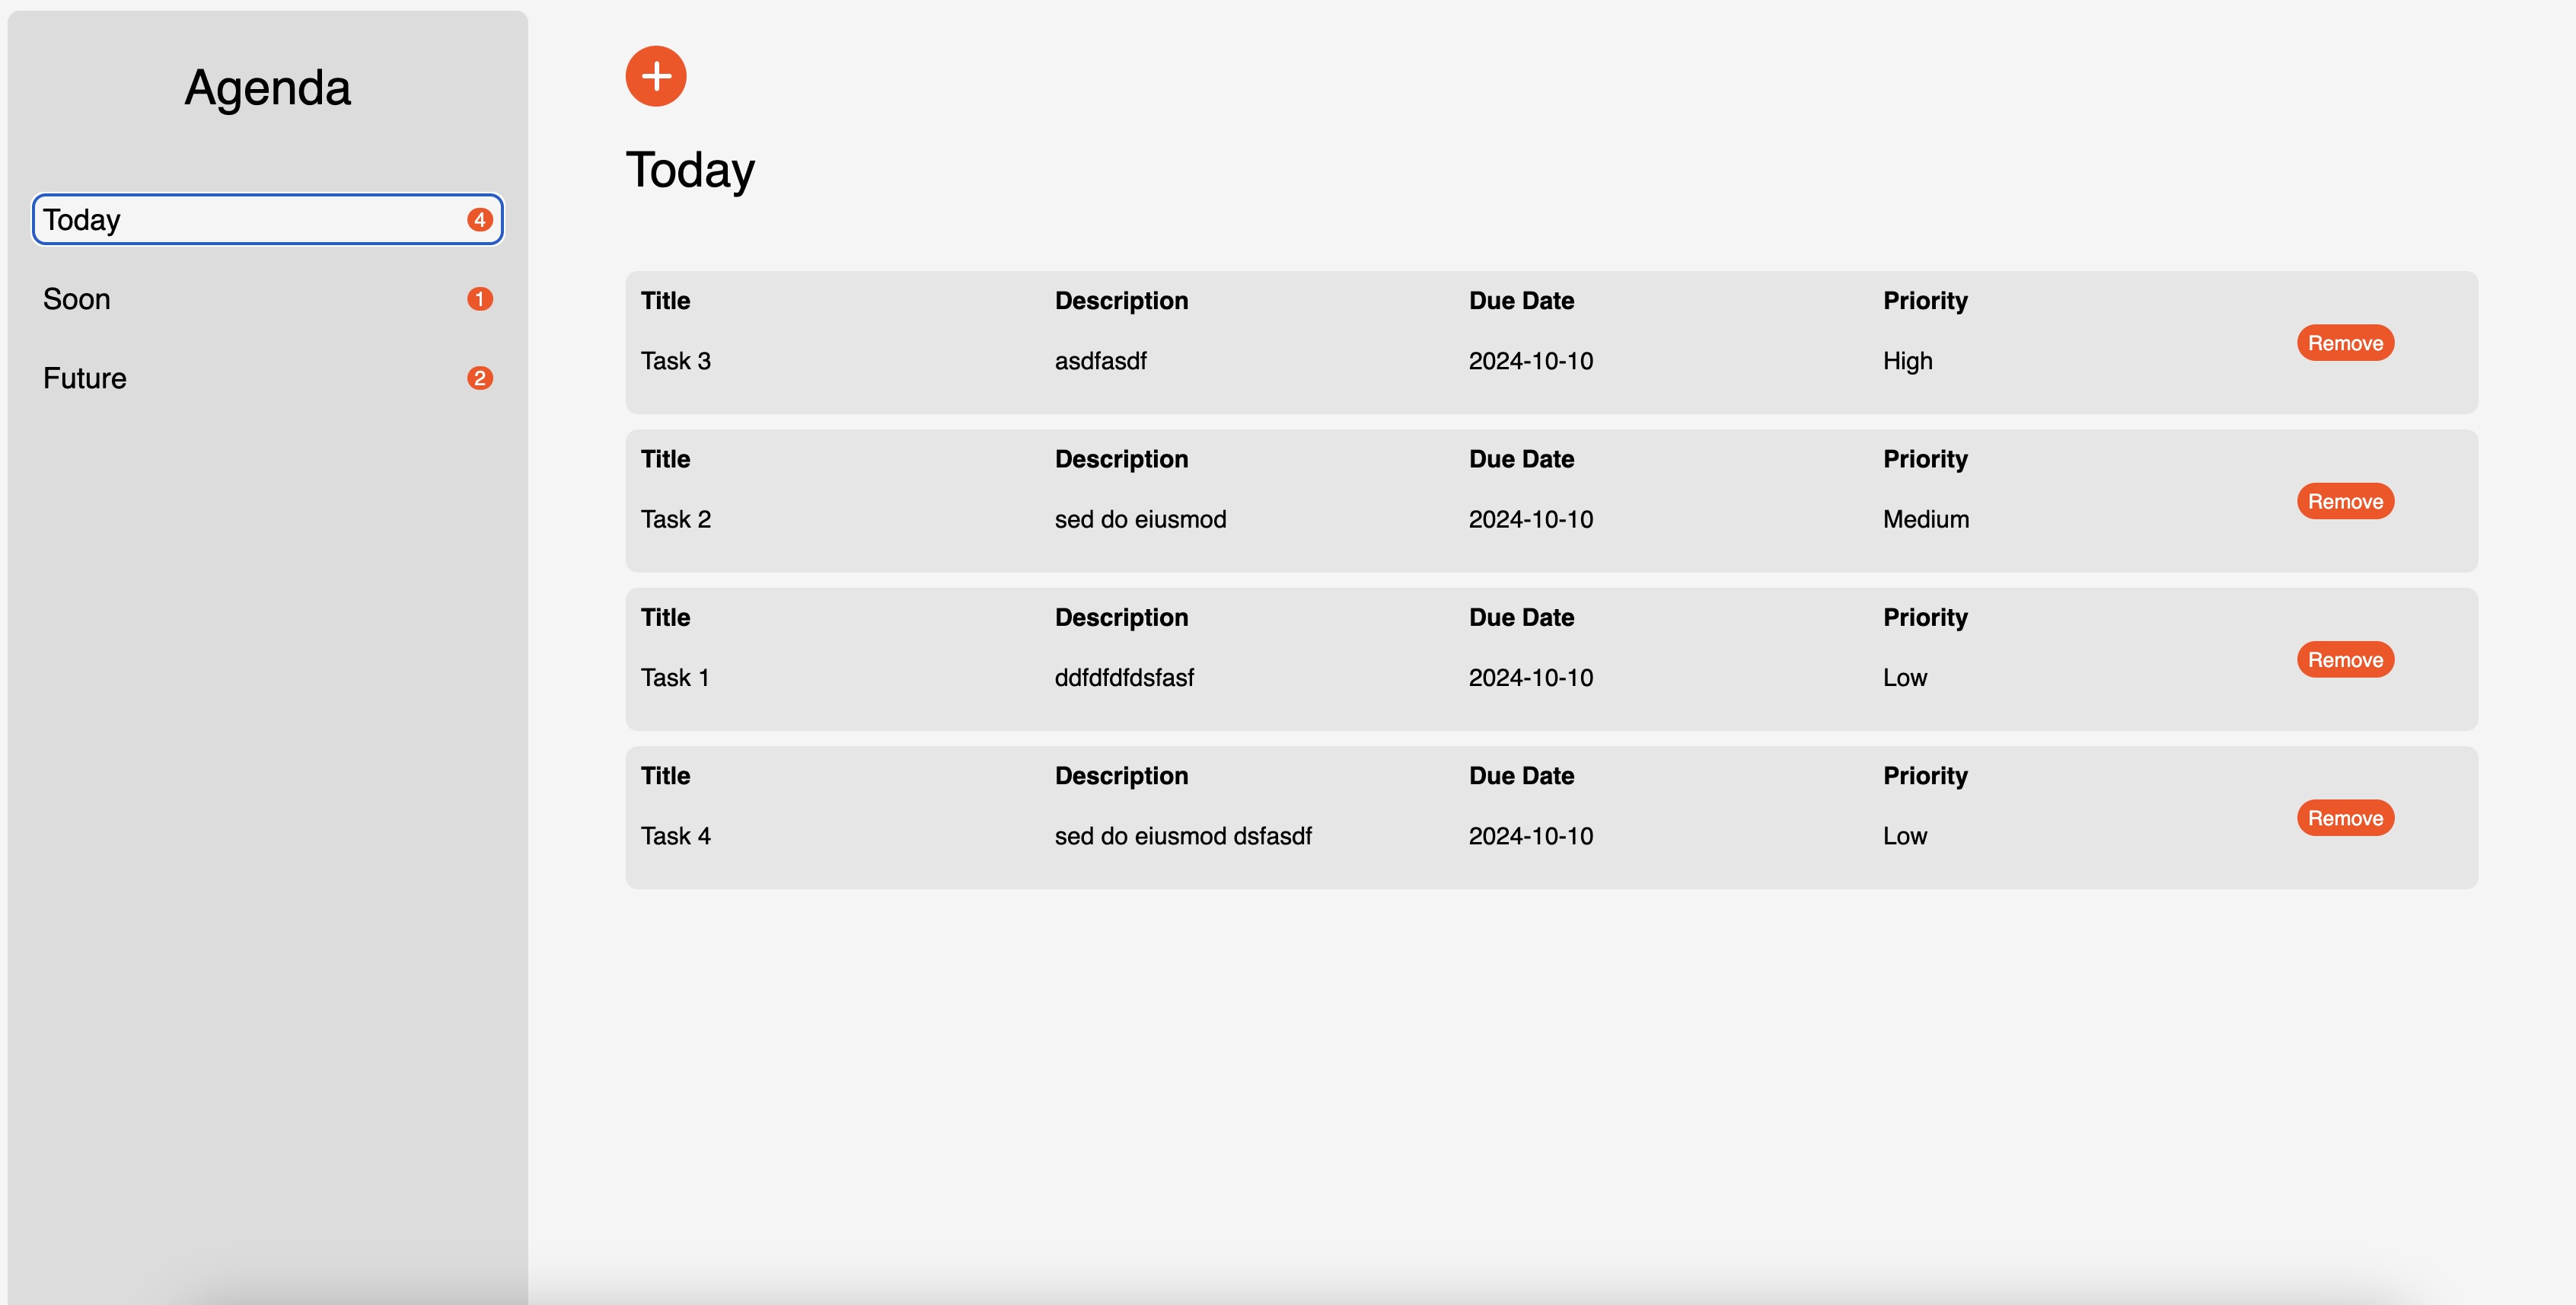 Agenda
Today 4
Soon 1
Future 2
Today
Title Description Due Date Priority
Task 3 asdfasdf 2024-10-10 High
Remove
Title Description Due Date Priority
Task 2 sed do eiusmod 2024-10-10 Medium
Remove
Title Description Due Date Priority
Task 1 ddfdfdfdsfasf 2024-10-10 Low
Remove
Title Description Due Date Priority
Task 4 sed do eiusmod dsfasdf 2024-10-10 Low
Remove